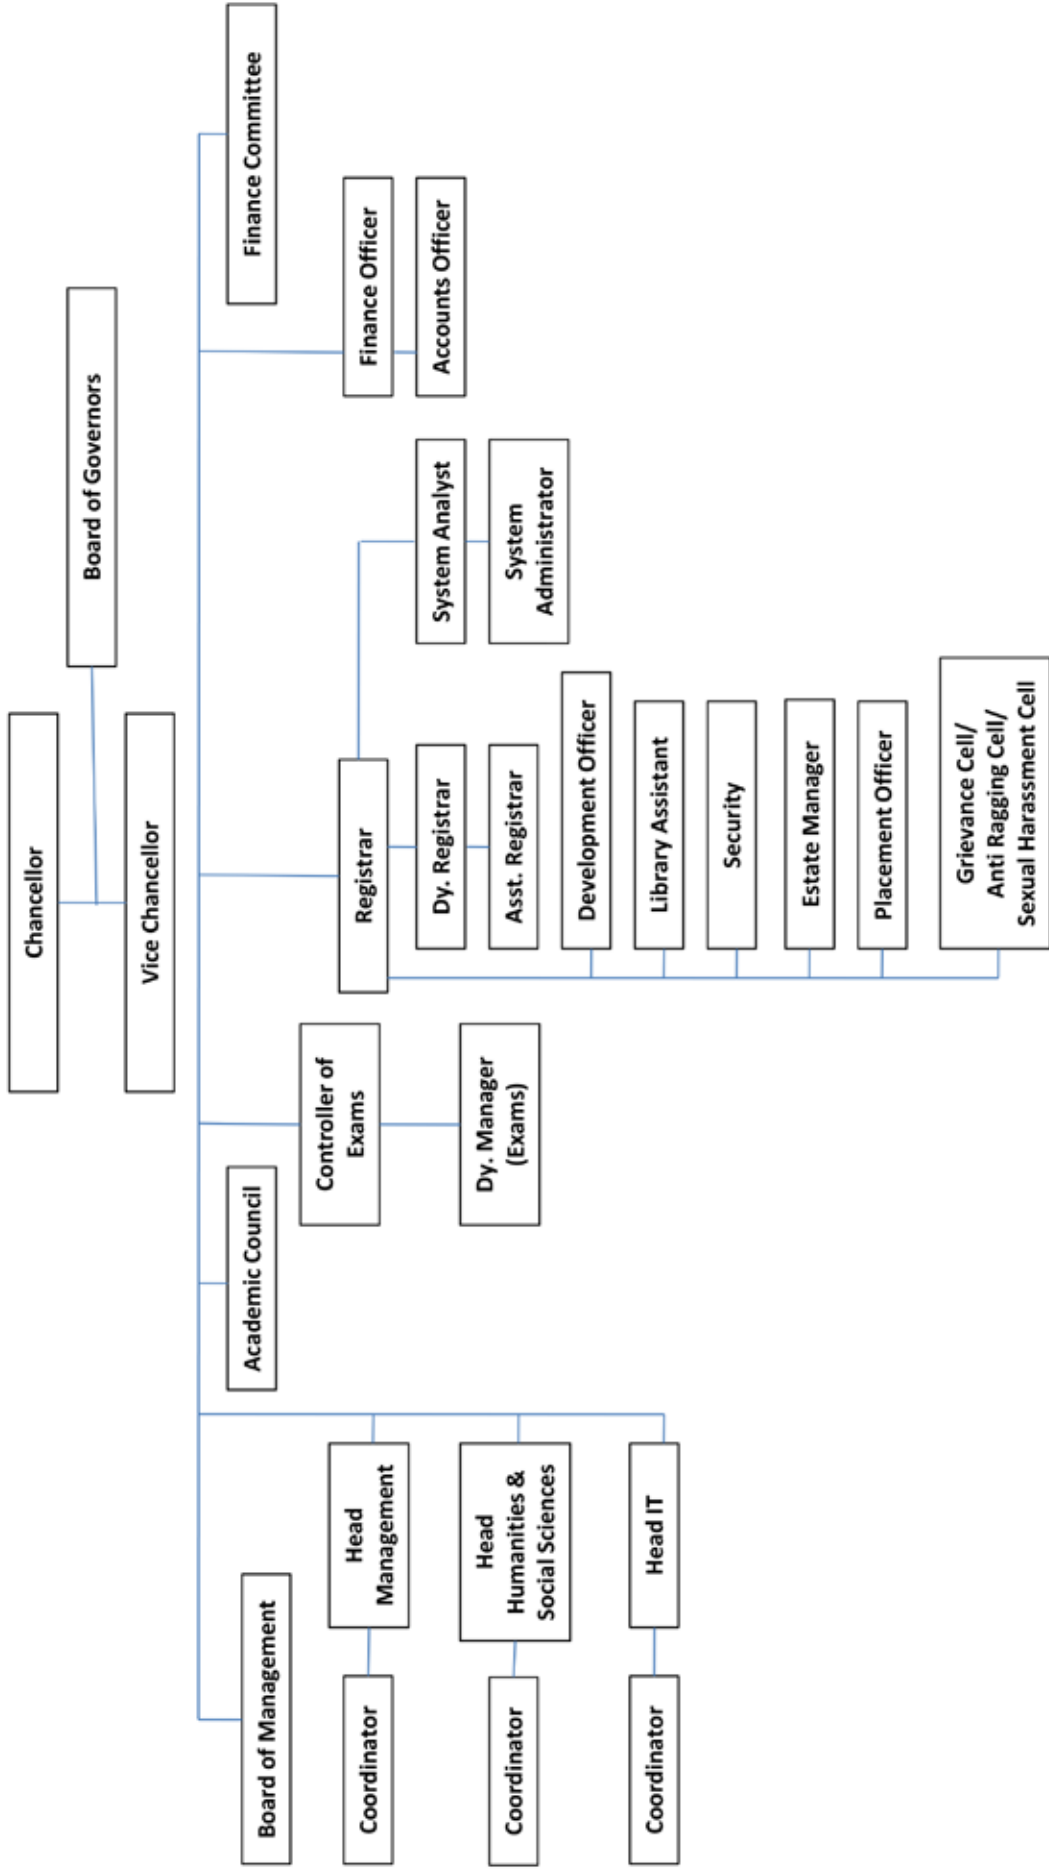 Chancellor
Board of Governors
Vice Chancellor
Board of Management
Academic Council
Finance Committee
Head
Management
Coordinator
Head
Humanities &
Social Sciences
Coordinator
Head IT
Coordinator
Controller of
Exams
Dy. Manager
(Exams)
Registrar
Dy. Registrar
Asst. Registrar
Development Officer
Library Assistant
Security
Estate Manager
Placement Officer
Grievance Cell/
Anti Ragging Cell/
Sexual Harassment Cell
System Analyst
System
Administrator
Finance Officer
Accounts Officer